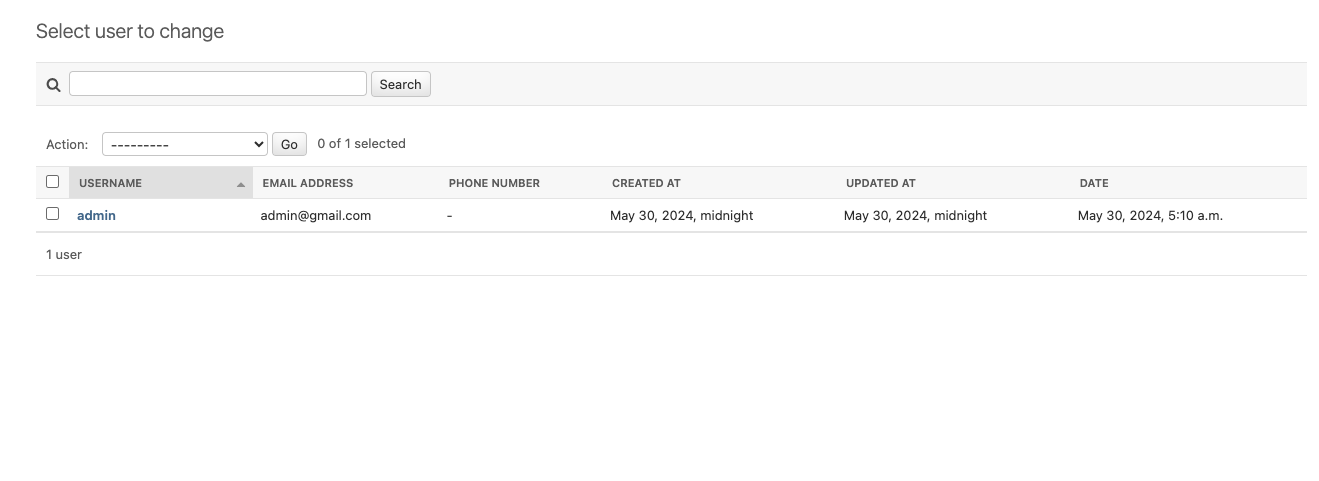 Select user to change
Search
Action: --------- Go 0 of 1 selected
USERNAME EMAIL ADDRESS PHONE NUMBER CREATED AT UPDATED AT DATE
admin admin@gmail.com - May 30, 2024, midnight May 30, 2024, midnight May 30, 2024, 5:10 a.m.
1 user